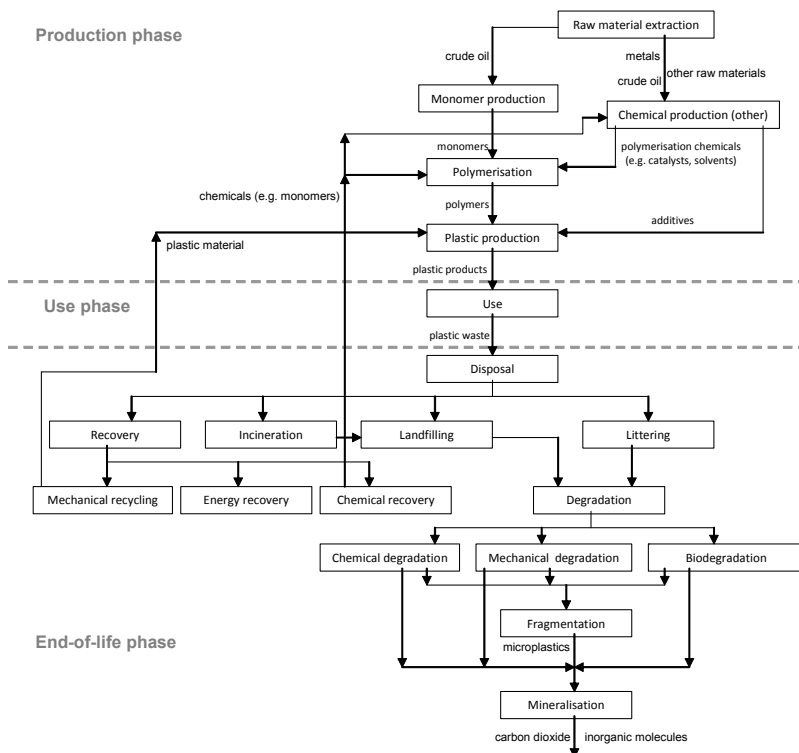 Production phase
Raw material extraction
crude oil
metals
crude oil
other raw materials
Monomer production
Chemical production (other)
monomers
polymerisation chemicals
(e.g. catalysts, solvents)
Polymerisation
chemicals (e.g. monomers)
polymers
additives
plastic material
Plastic production
plastic products
Use phase
Use
plastic waste
Disposal
Recovery
Incineration
Landfilling
Littering
Mechanical recycling
Energy recovery
Chemical recovery
Degradation
Chemical degradation
Mechanical degradation
Biodegradation
Fragmentation
End-of-life phase
microplastics
Mineralisation
carbon dioxide
inorganic molecules